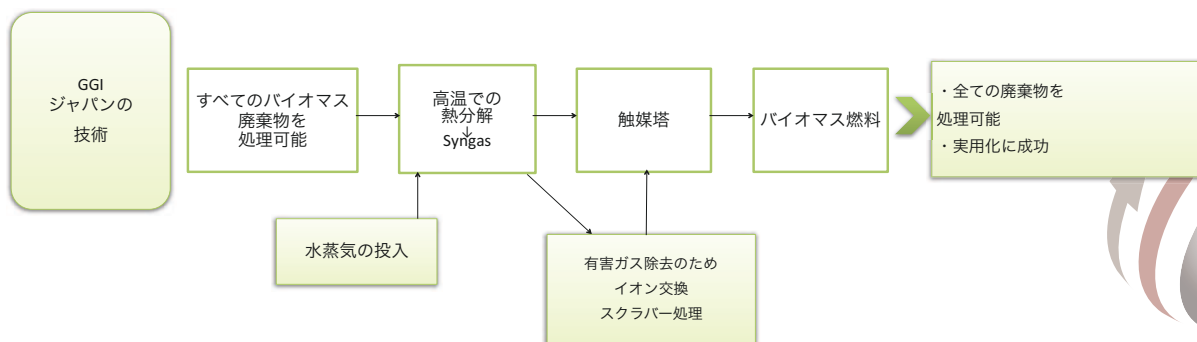 GGI
ジャパンの
技術
すべてのバイオマス
廃棄物を
処理可能
高温での
熱分解
↓
Syngas
触媒塔
バイオマス燃料
・全ての廃棄物を
処理可能
・実用化に成功
水蒸気の投入
有害ガス除去のため
イオン交換
スクラバー処理